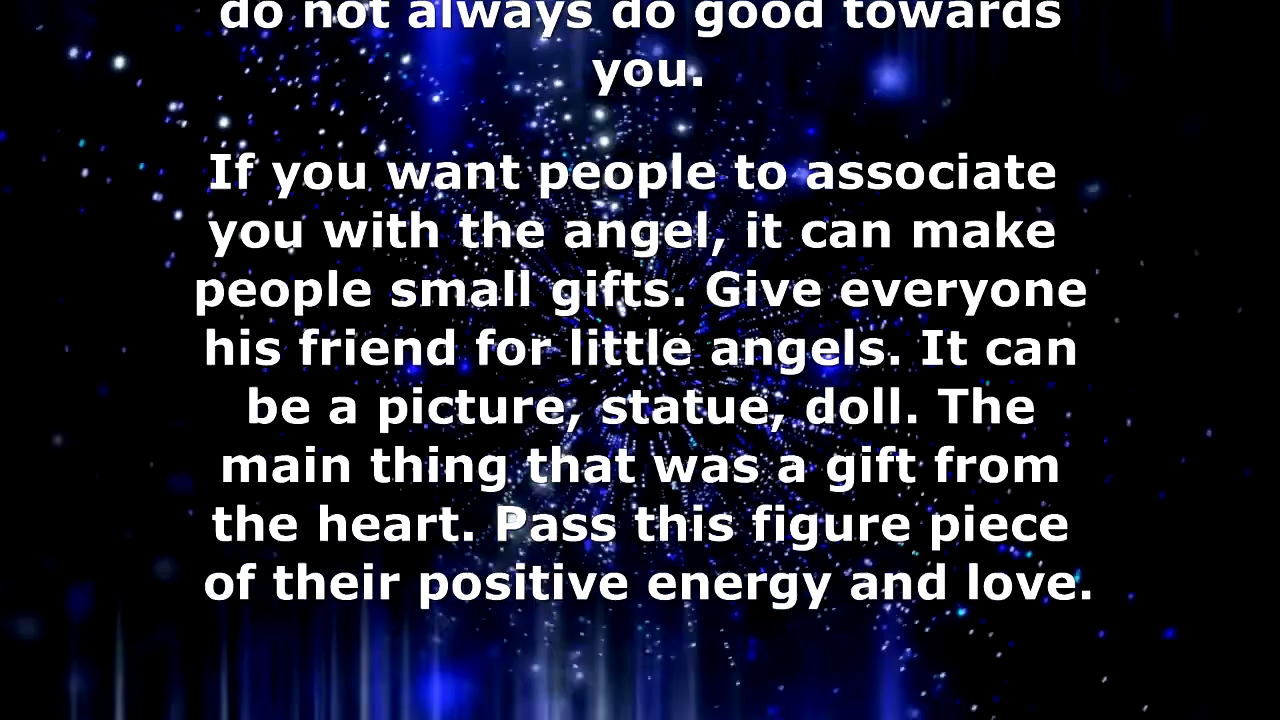 do not always do good towards
you.
If you want people to associate
you with the angel, it can make
people small gifts. Give everyone
his friend for little angels. It can
be a picture, statue, doll. The
main thing that was a gift from
the heart. Pass this figure piece
of their positive energy and love.